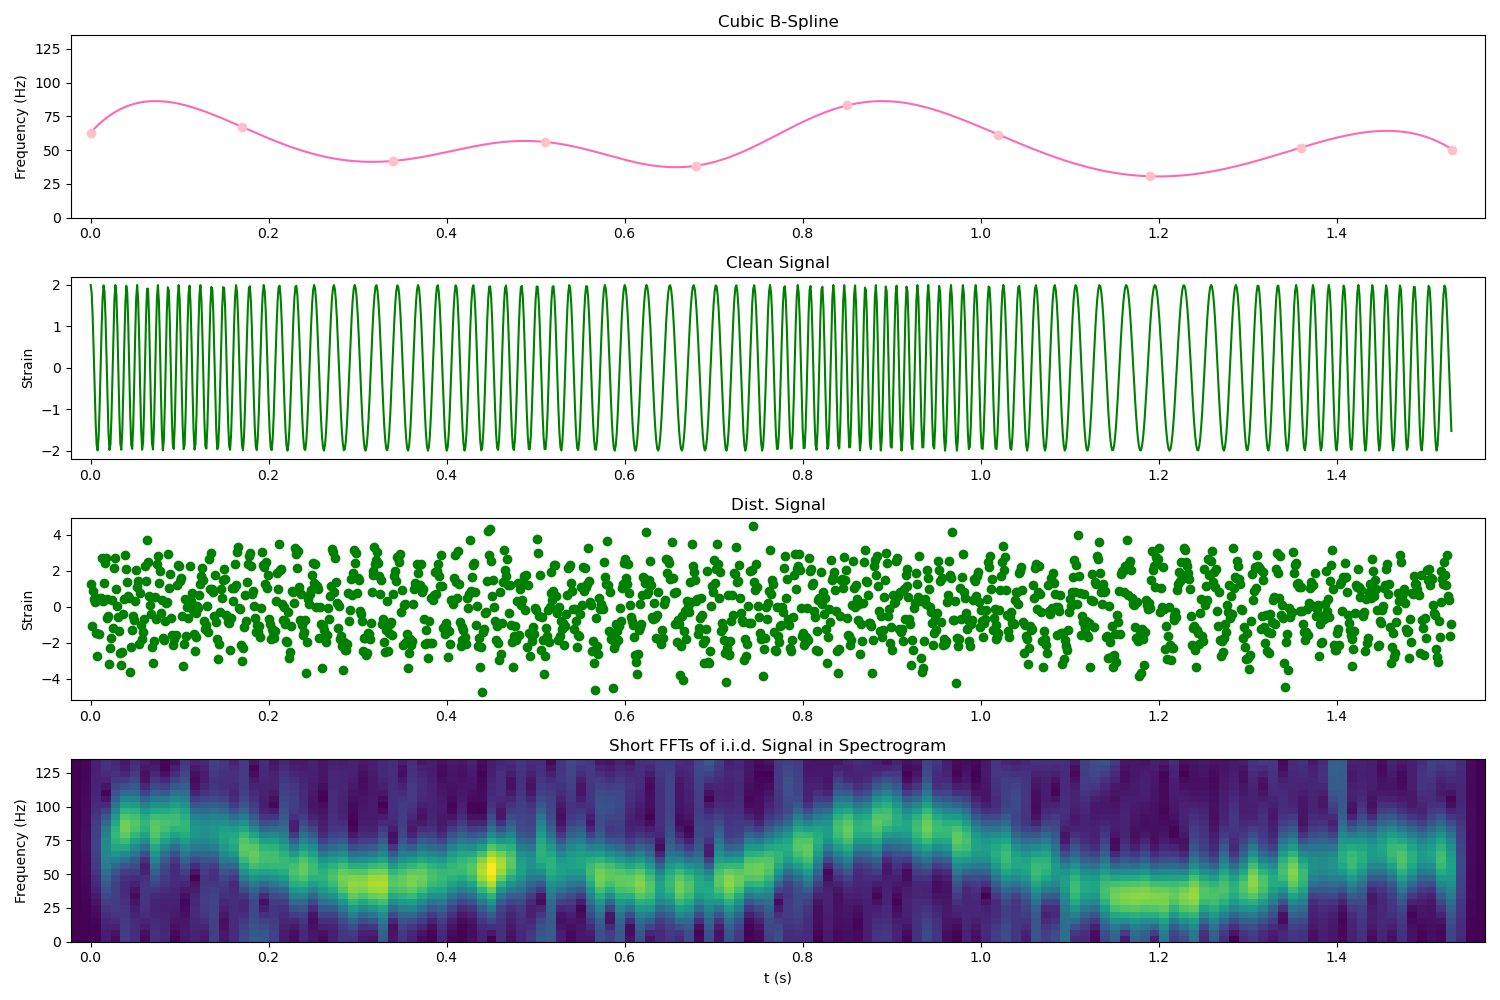 Cubic B-Spline
Frequency (Hz)
125
100
75
50
25
0
0.0 0.2 0.4 0.6 0.8 1.0 1.2 1.4
Clean Signal
Strain
2
1
0
−1
−2
0.0 0.2 0.4 0.6 0.8 1.0 1.2 1.4
Dist. Signal
Strain
4
2
0
−2
−4
0.0 0.2 0.4 0.6 0.8 1.0 1.2 1.4
Short FFTs of i.i.d. Signal in Spectrogram
Frequency (Hz)
125
100
75
50
25
0
0.0 0.2 0.4 0.6 0.8 1.0 1.2 1.4
t (s)